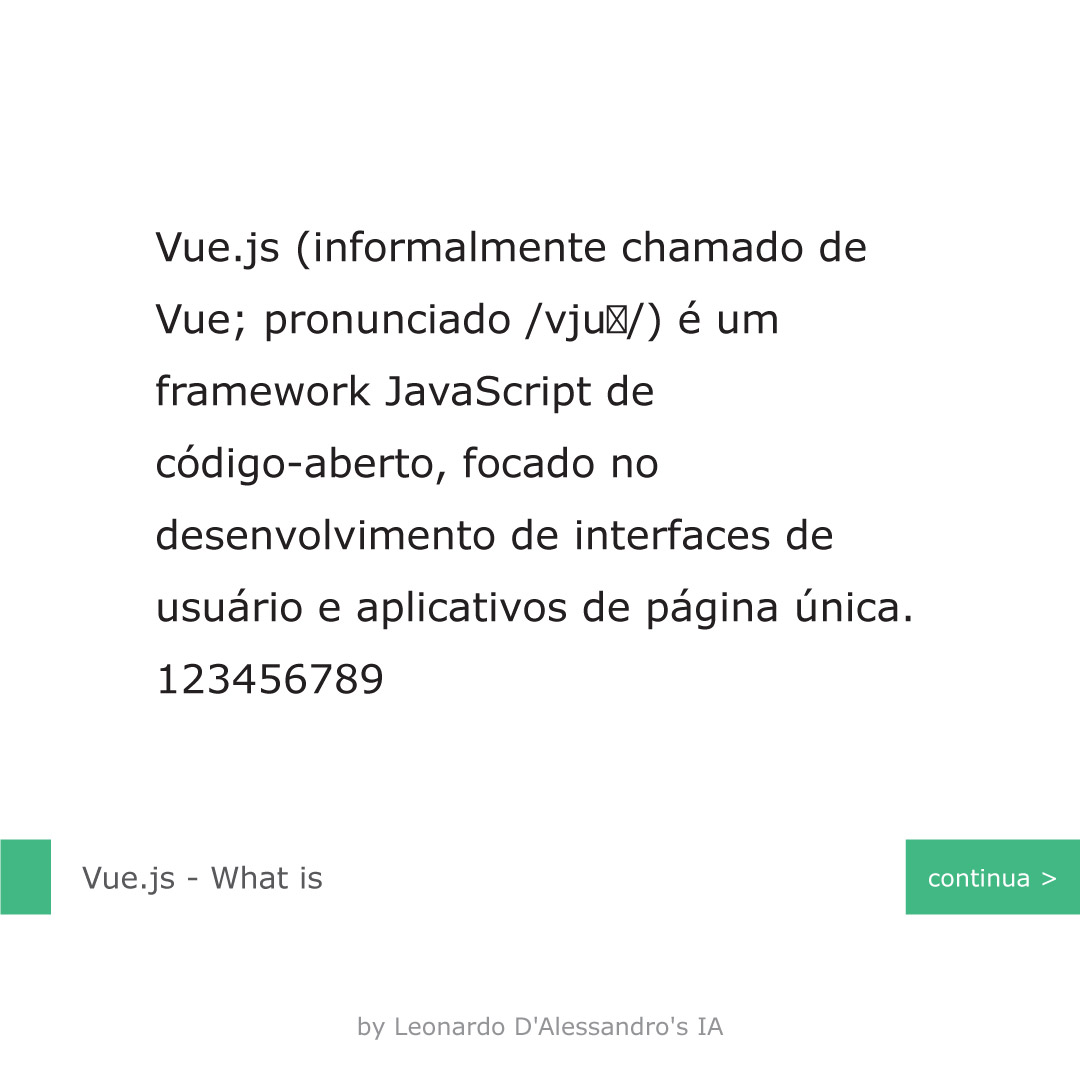 Vue.js (informalmente chamado de
Vue; pronunciado /vju/) é um
framework JavaScript de
código-aberto, focado no
desenvolvimento de interfaces de
usuário e aplicativos de página única.
123456789
Vue.js - What is
continua >
by Leonardo D'Alessandro's IA